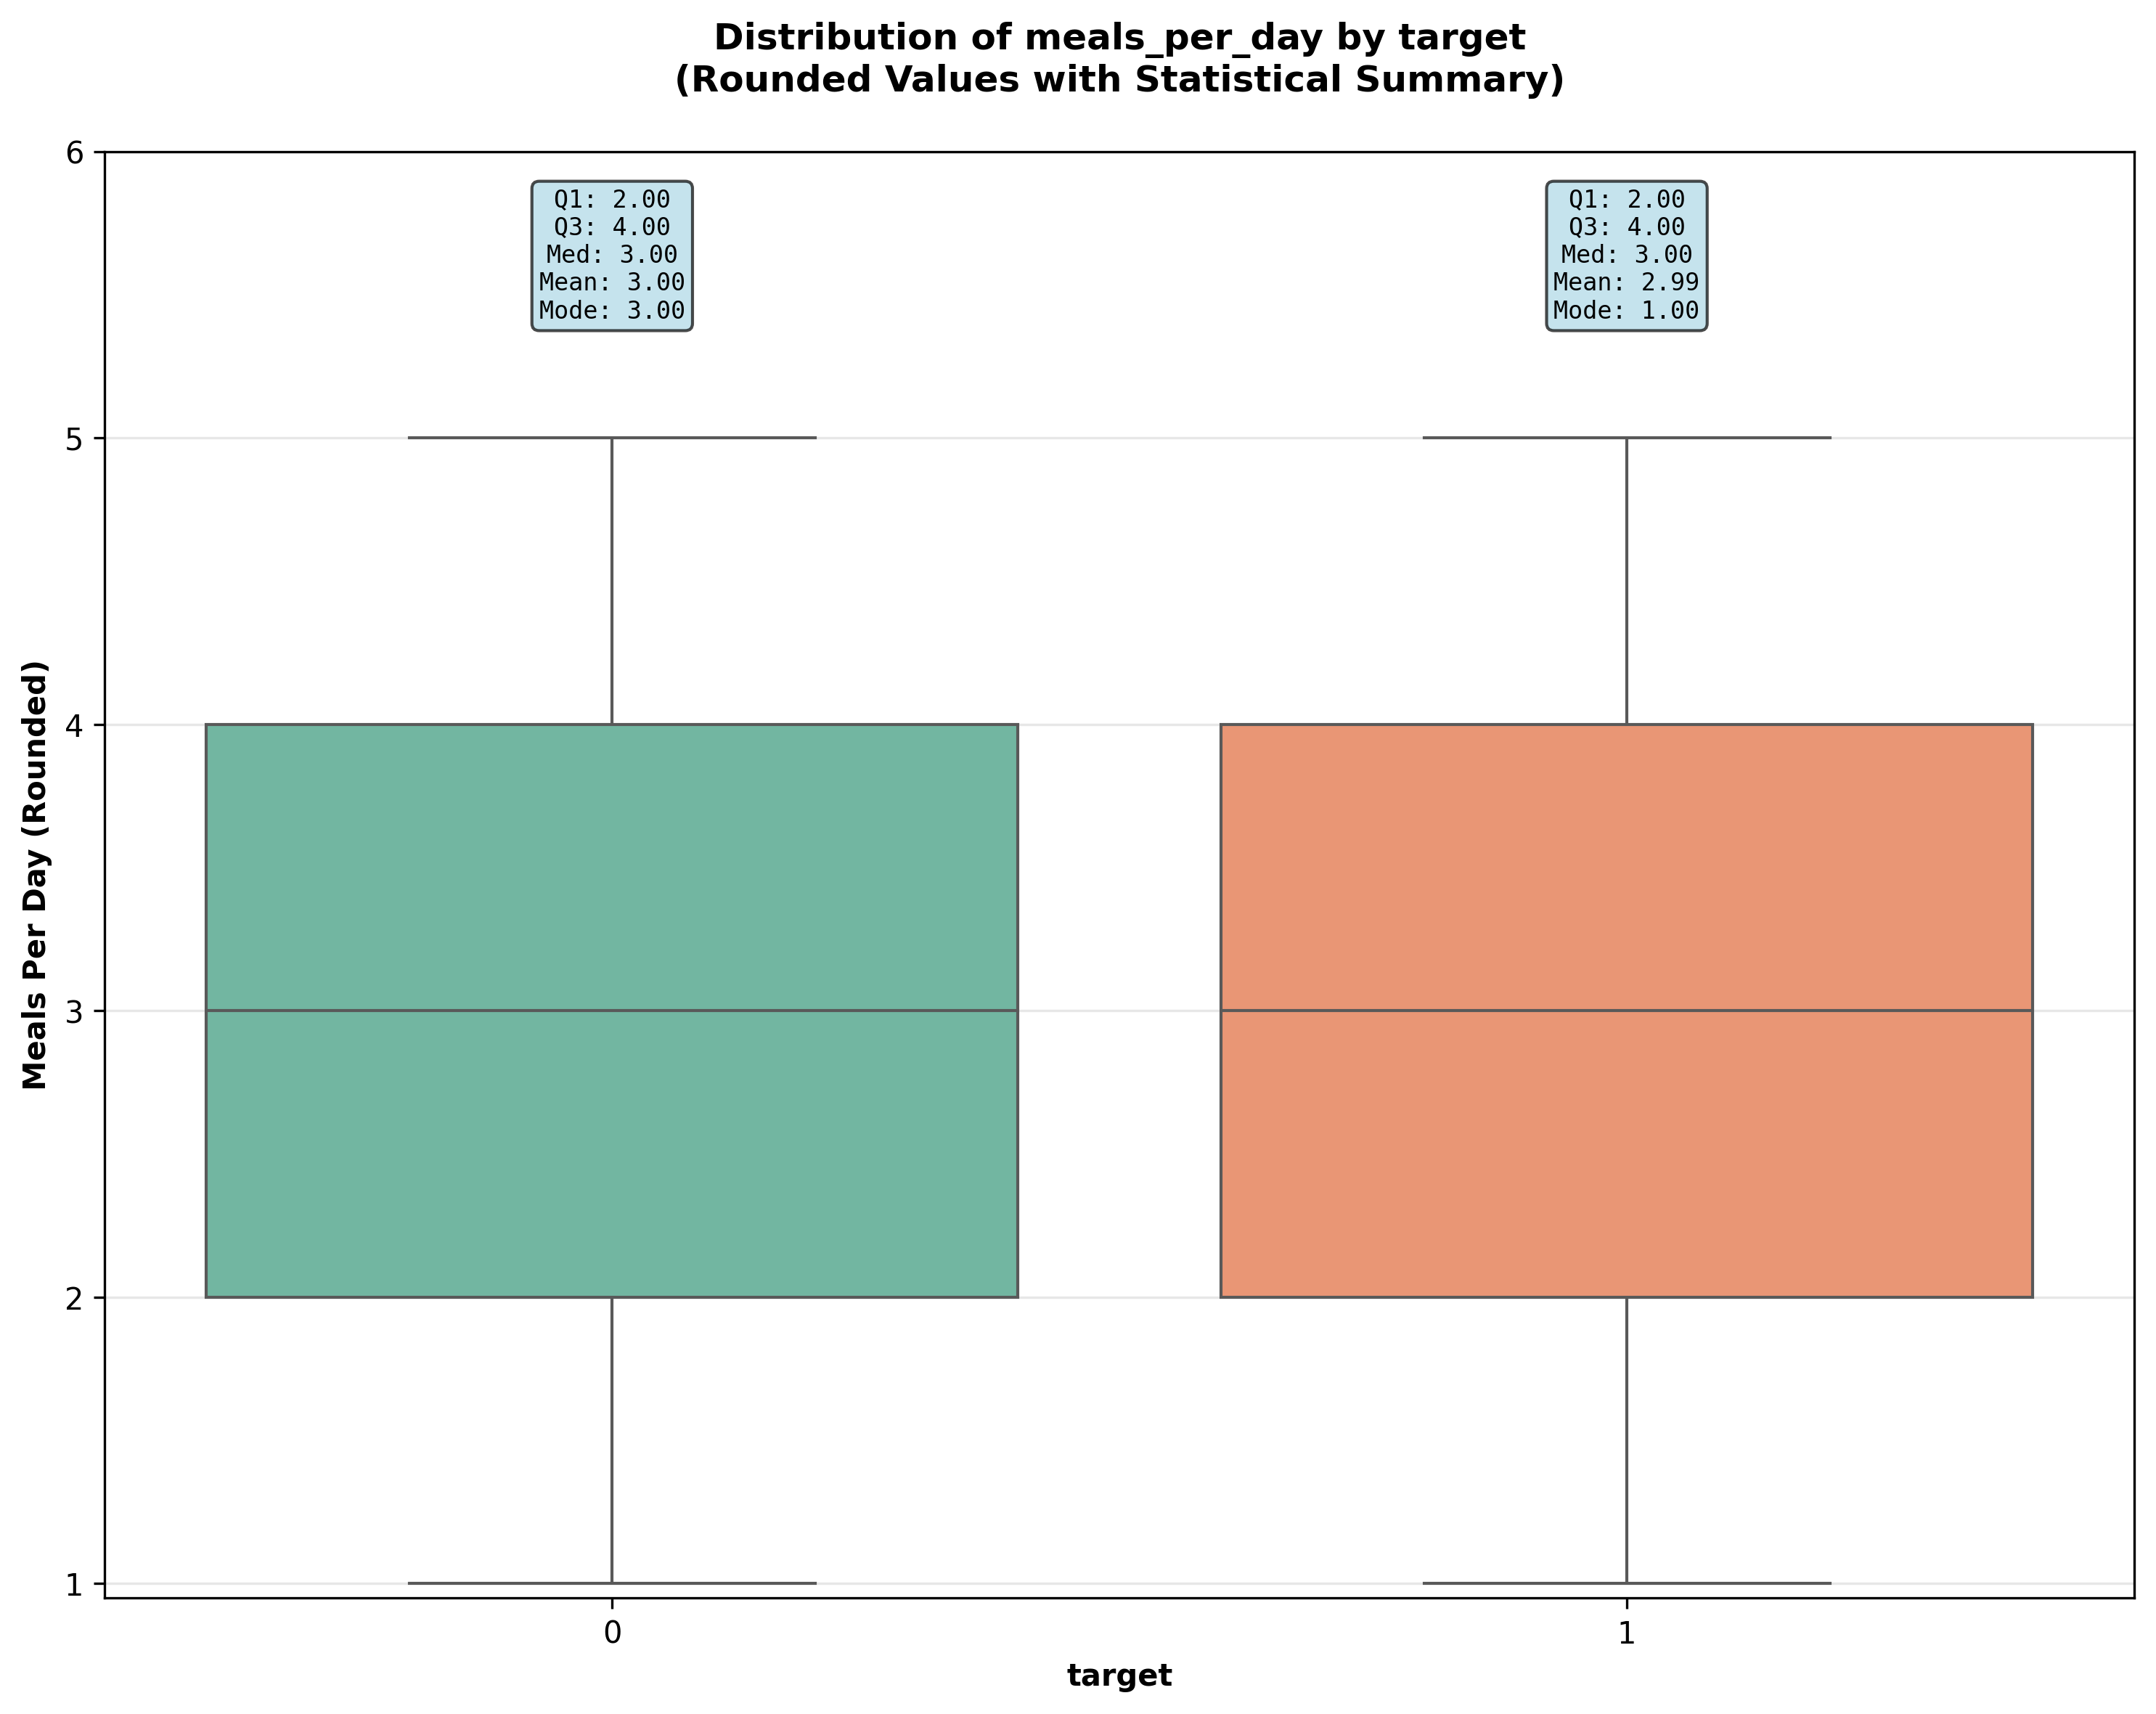 Distribution of meals_per_day by target
(Rounded Values with Statistical Summary)
6
Q1: 2.00
Q3: 4.00
Med: 3.00
Mean: 3.00
Mode: 3.00
Q1: 2.00
Q3: 4.00
Med: 3.00
Mean: 2.99
Mode: 1.00
5
4
3
2
1
Meals Per Day (Rounded)
0
1
target